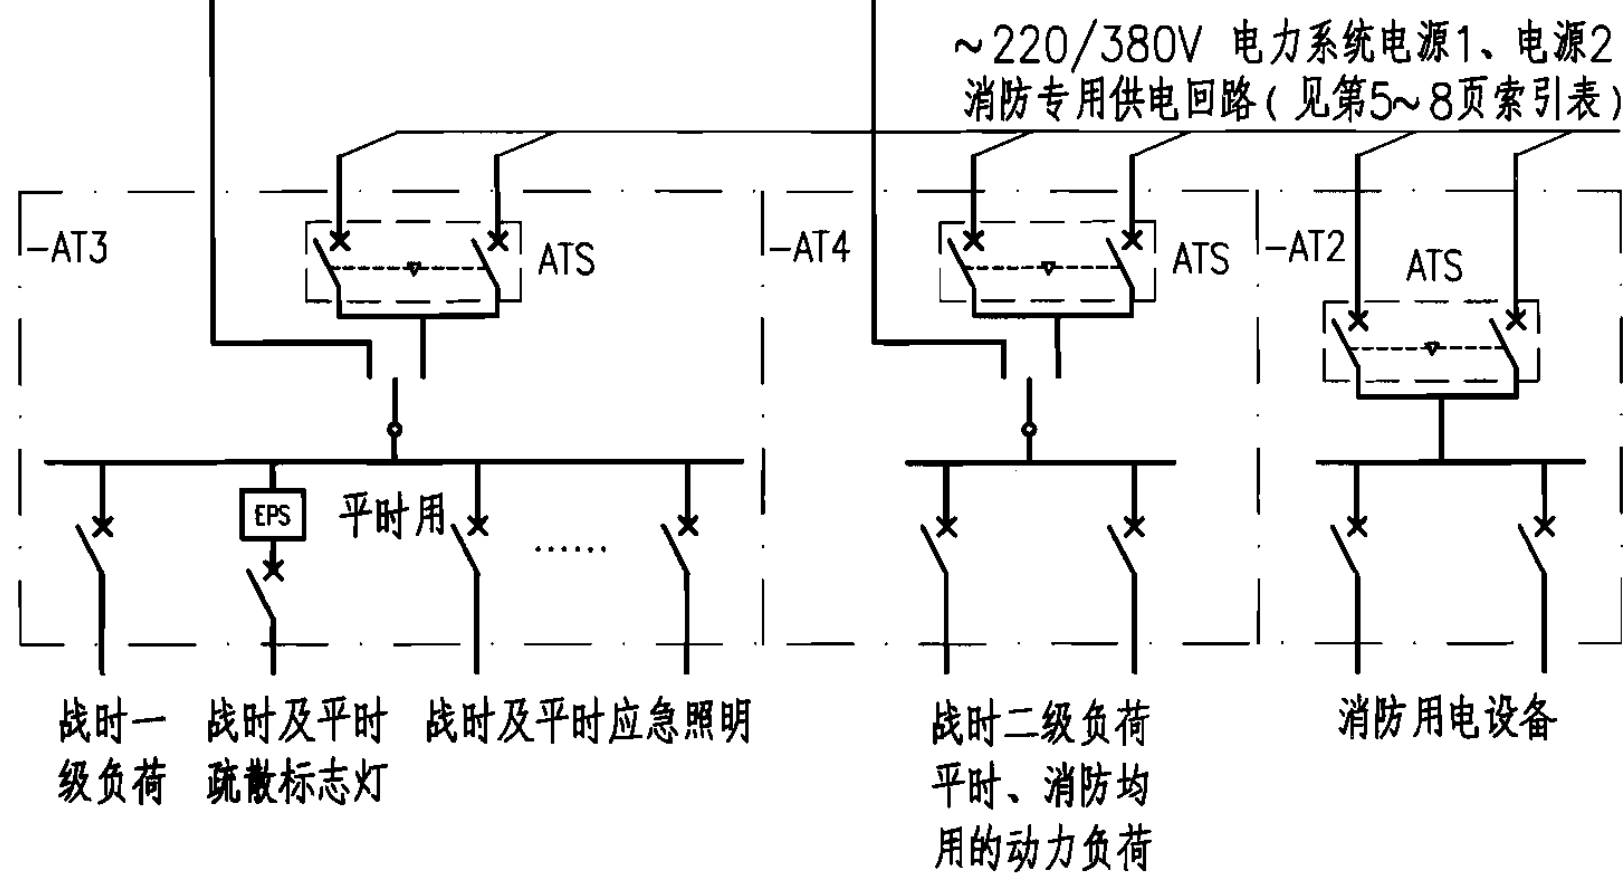 ~220/380V 电力系统电源1、电源2
消防专用供电回路(见第5~8页索引表)
-AT3
ATS
-AT4
ATS
-AT2
ATS
EPS
平时用
......
战时一
级负荷
战时及平时
疏散标志灯
战时及平时应急照明
战时二级负荷
平时、消防均
用的动力负荷
消防用电设备